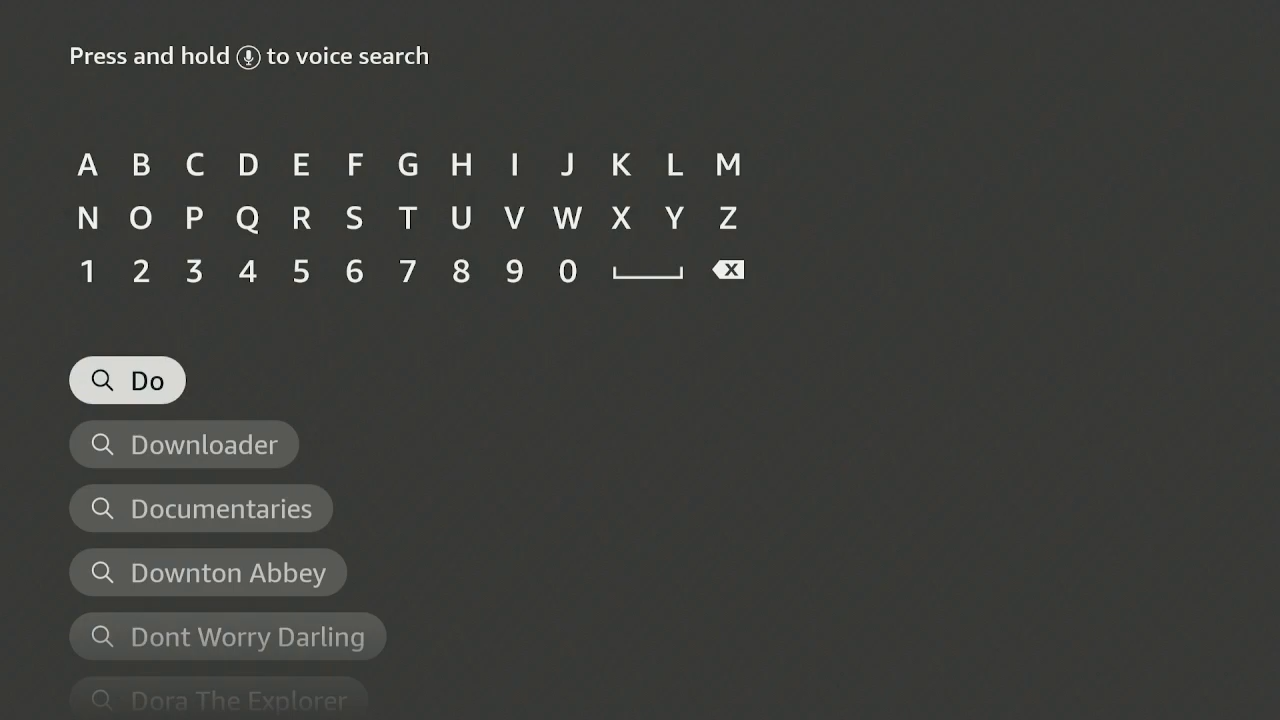 Press and hold to voice search
A B C D E F G H I J K L M
N O P Q R S T U V W X Y Z
1 2 3 4 5 6 7 8 9 0
Do
Downloader
Documentaries
Downton Abbey
Dont Worry Darling
Dora The Explorer